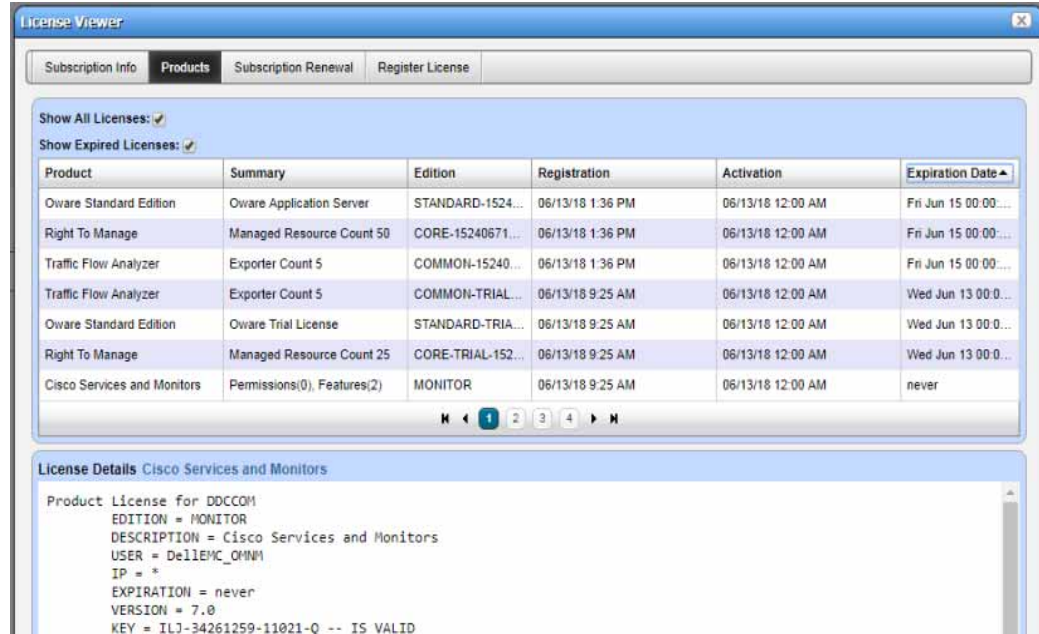 License Viewer
Subscription Info Products Subscription Renewal Register License
Show All Licenses:
Show Expired Licenses:
Product Summary Edition Registration Activation Expiration Date
Oware Standard Edition Oware Application Server STANDARD-1524... 06/13/18 1:36 PM 06/13/18 12:00 AM Fri Jun 15 00:00:...
Right To Manage Managed Resource Count 50 CORE-15240671... 06/13/18 1:36 PM 06/13/18 12:00 AM Fri Jun 15 00:00:...
Traffic Flow Analyzer Exporter Count 5 COMMON-15240... 06/13/18 1:36 PM 06/13/18 12:00 AM Fri Jun 15 00:00:...
Traffic Flow Analyzer Exporter Count 5 COMMON-TRIAL... 06/13/18 9:25 AM 06/13/18 12:00 AM Wed Jun 13 00:0...
Oware Standard Edition Oware Trial License STANDARD-TRIA... 06/13/18 9:25 AM 06/13/18 12:00 AM Wed Jun 13 00:0...
Right To Manage Managed Resource Count 25 CORE-TRIAL-152... 06/13/18 9:25 AM 06/13/18 12:00 AM Wed Jun 13 00:0...
Cisco Services and Monitors Permissions(0), Features(2) MONITOR 06/13/18 9:25 AM 06/13/18 12:00 AM never
1 2 3 4
License Details Cisco Services and Monitors
Product License for DDCCOM
EDITION = MONITOR
DESCRIPTION = Cisco Services and Monitors
USER = DellEMC_OMNM
IP = *
EXPIRATION = never
VERSION = 7.0
KEY = ILJ-34261259-11021-Q -- IS VALID